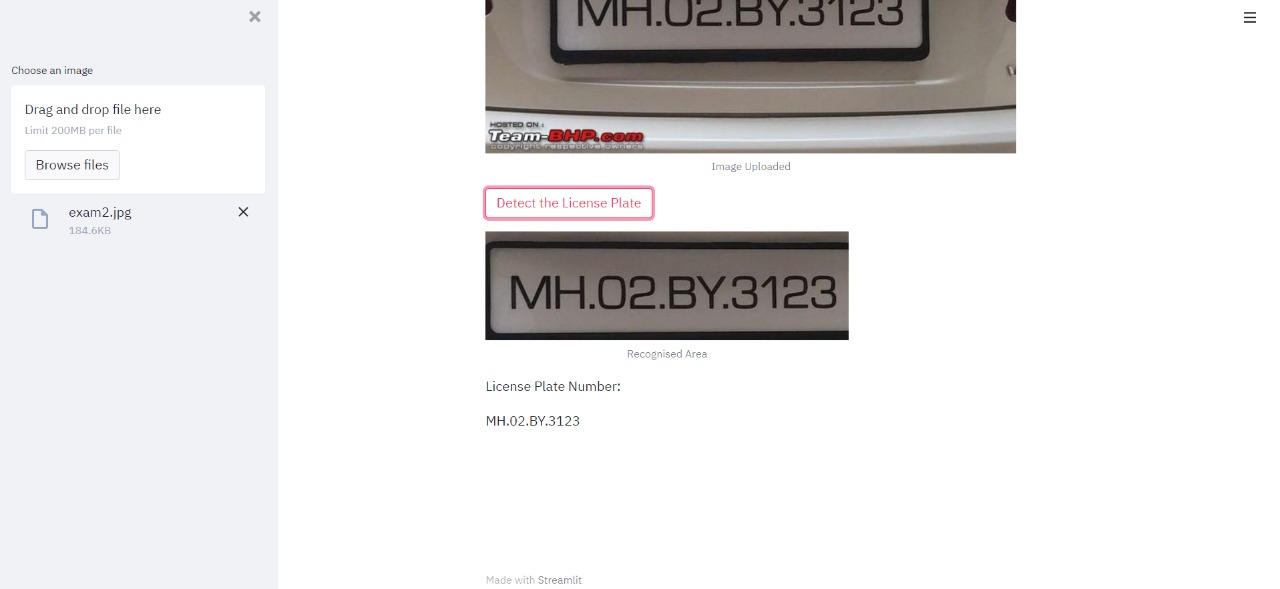 Choose an image
Drag and drop file here
Limit 200MB per file
Browse files
exam2.jpg
184.6KB
MH.02.BY.3123
HOSTED ON :
Team-BHP.com
copyright respective owners
Image Uploaded
Detect the License Plate
MH.02.BY.3123
Recognised Area
License Plate Number:
MH.02.BY.3123
Made with Streamlit